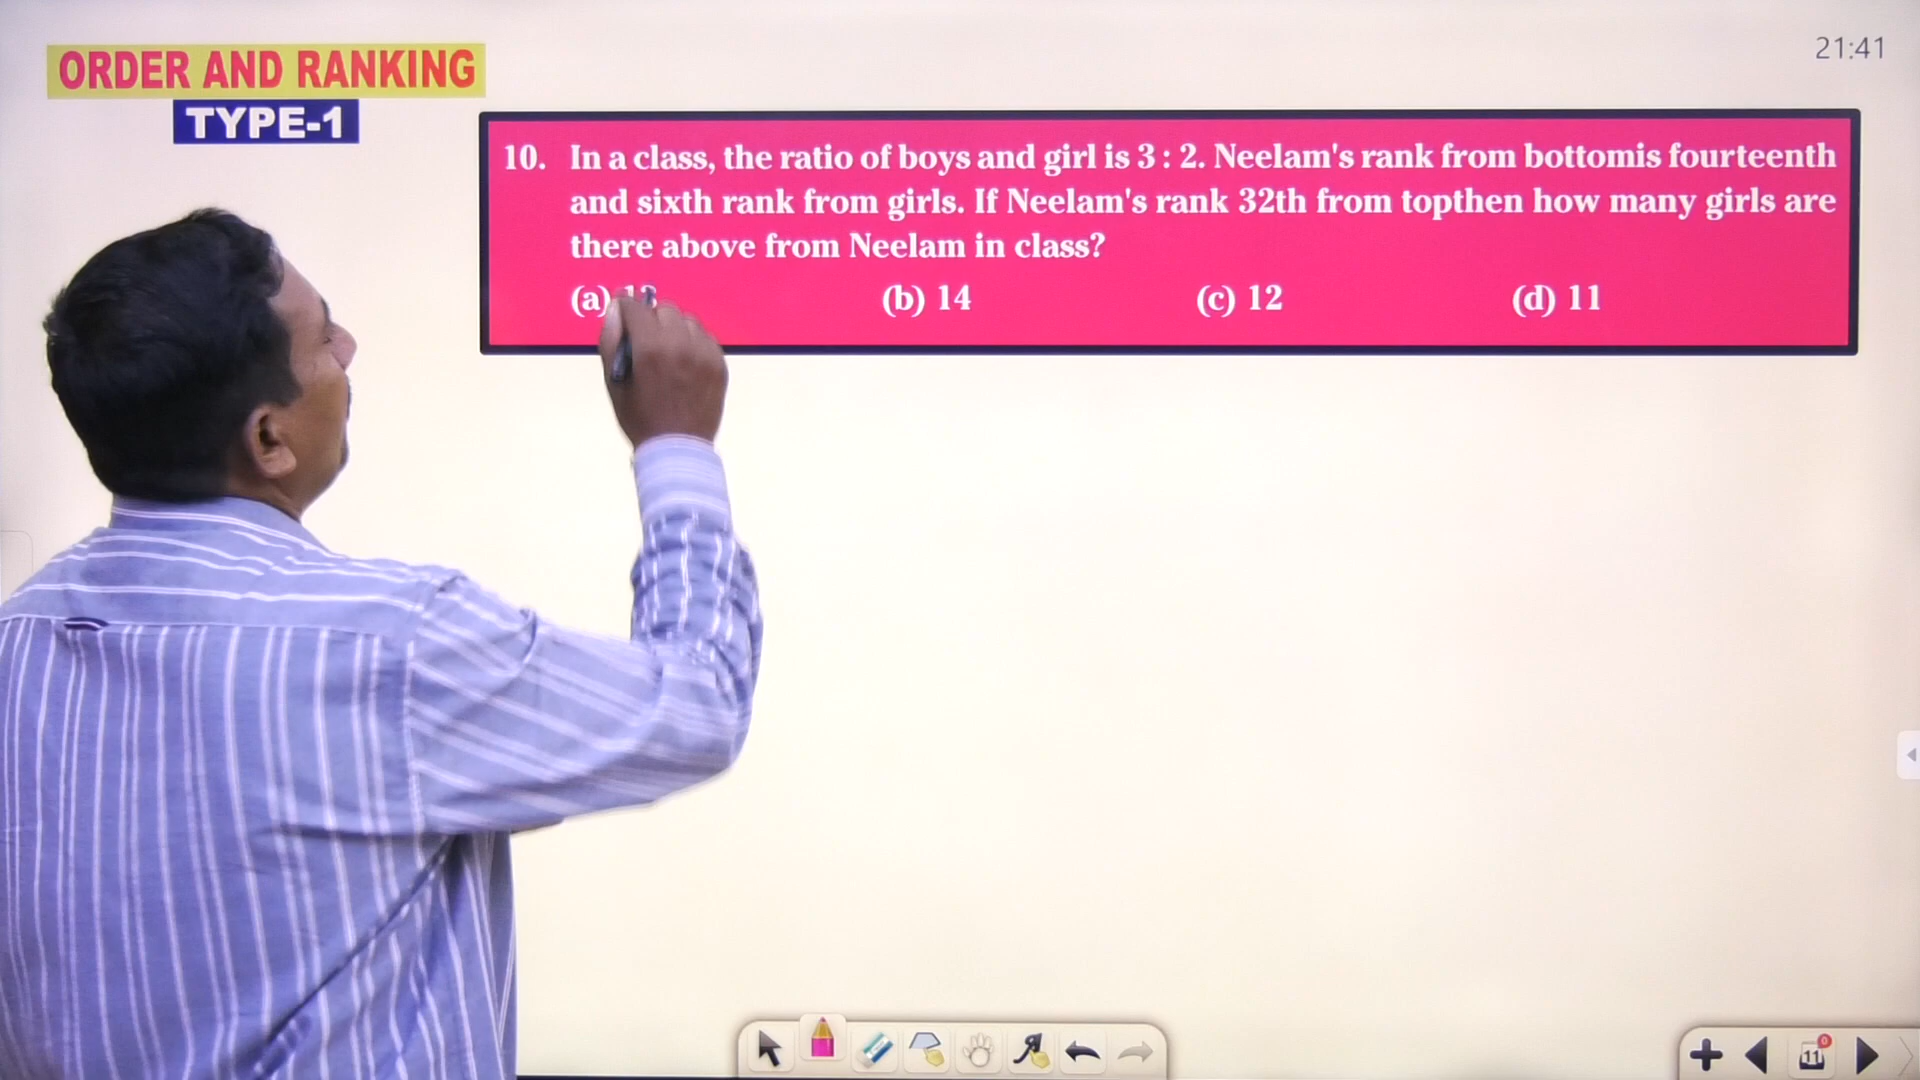 21:41
ORDER AND RANKING
TYPE-1
10. In a class, the ratio of boys and girl is 3 : 2. Neelam's rank from bottomis fourteenth
and sixth rank from girls. If Neelam's rank 32th from topthen how many girls are
there above from Neelam in class?
(a) (b) 14 (c) 12 (d) 11
11
0